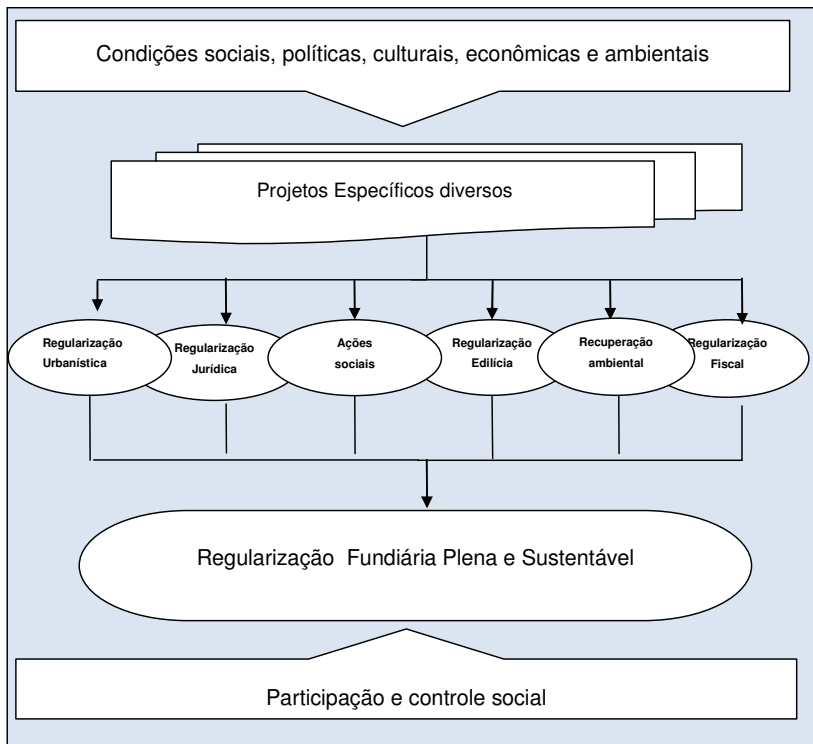 Condições sociais, políticas, culturais, econômicas e ambientais
Projetos Específicos diversos
Regularização
Urbanística
Regularização
Jurídica
Ações
sociais
Regularização
Edilícia
Recuperação
ambiental
Regularização
Fiscal
Regularização Fundiária Plena e Sustentável
Participação e controle social